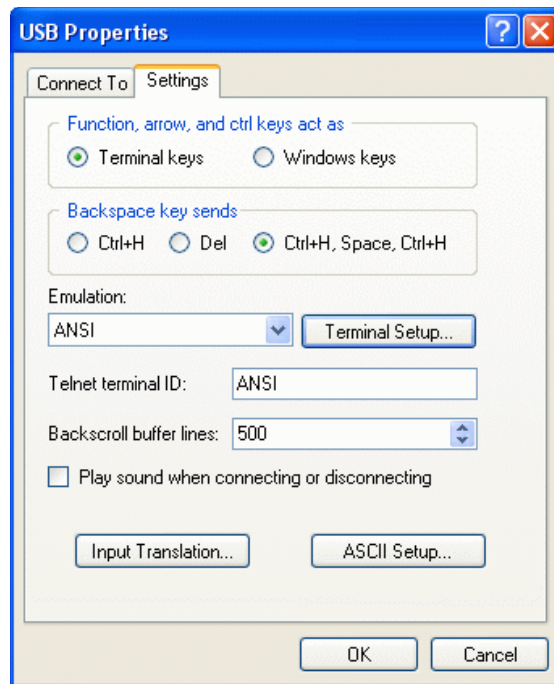 USB Properties
Connect To Settings
Function, arrow, and ctrl keys act as
Terminal keys Windows keys
Backspace key sends
Ctrl+H Del Ctrl+H, Space, Ctrl+H
Emulation:
ANSI Terminal Setup...
Telnet terminal ID: ANSI
Backscroll buffer lines: 500
Play sound when connecting or disconnecting
Input Translation... ASCII Setup...
OK Cancel